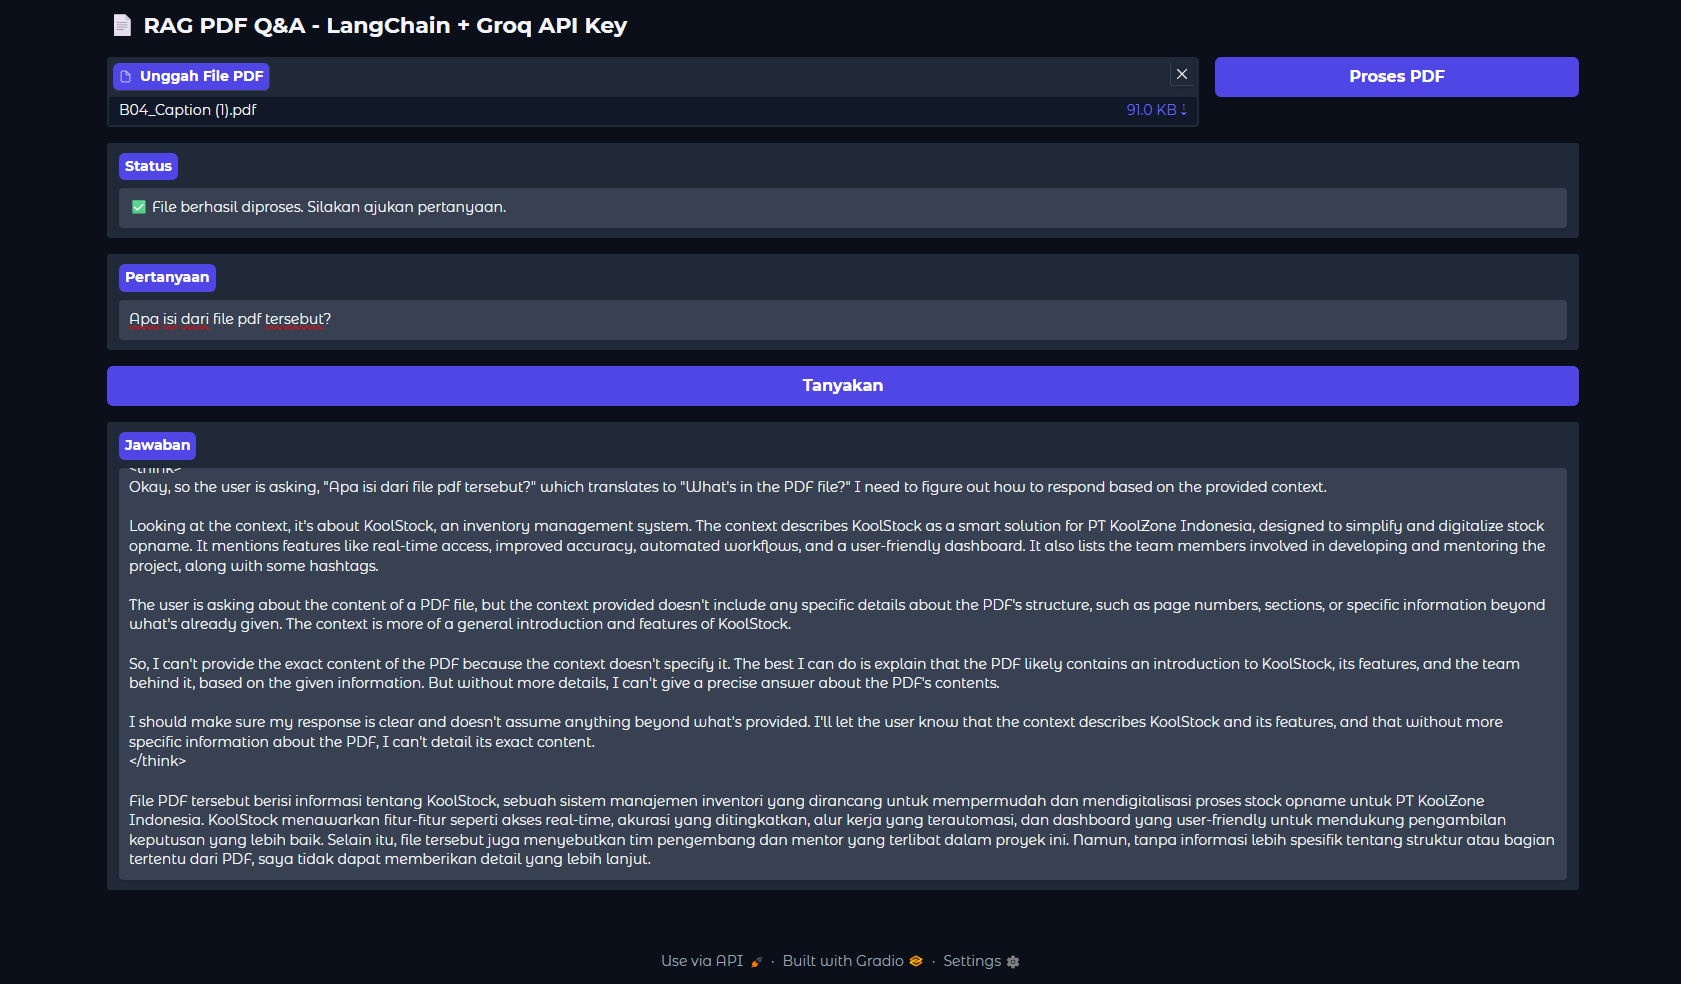 RAG PDF Q&A - LangChain + Groq API Key
Unggah File PDF
Proses PDF
B04_Caption (1).pdf
91.0 KB ↓
Status
✅ File berhasil diproses. Silakan ajukan pertanyaan.
Pertanyaan
Apa isi dari file pdf tersebut?
Tanyakan
Jawaban
<think>
Okay, so the user is asking, "Apa isi dari file pdf tersebut?" which translates to "What's in the PDF file?" I need to figure out how to respond based on the provided context.
Looking at the context, it's about KoolStock, an inventory management system. The context describes KoolStock as a smart solution for PT KoolZone Indonesia, designed to simplify and digitalize stock
opname. It mentions features like real-time access, improved accuracy, automated workflows, and a user-friendly dashboard. It also lists the team members involved in developing and mentoring the
project, along with some hashtags.
The user is asking about the content of a PDF file, but the context provided doesn't include any specific details about the PDF's structure, such as page numbers, sections, or specific information beyond
what's already given. The context is more of a general introduction and features of KoolStock.
So, I can't provide the exact content of the PDF because the context doesn't specify it. The best I can do is explain that the PDF likely contains an introduction to KoolStock, its features, and the team
behind it, based on the given information. But without more details, I can't give a precise answer about the PDF's contents.
I should make sure my response is clear and doesn't assume anything beyond what's provided. I'll let the user know that the context describes KoolStock and its features, and that without more
specific information about the PDF, I can't detail its exact content.
</think>
File PDF tersebut berisi informasi tentang KoolStock, sebuah sistem manajemen inventori yang dirancang untuk mempermudah dan mendigitalisasi proses stock opname untuk PT KoolZone
Indonesia. KoolStock menawarkan fitur-fitur seperti akses real-time, akurasi yang ditingkatkan, alur kerja yang terautomasi, dan dashboard yang user-friendly untuk mendukung pengambilan
keputusan yang lebih baik. Selain itu, file tersebut juga menyebutkan tim pengembang dan mentor yang terlibat dalam proyek ini. Namun, tanpa informasi lebih spesifik tentang struktur atau bagian
tertentu dari PDF, saya tidak dapat memberikan detail yang lebih lanjut.
Use via API · Built with Gradio · Settings